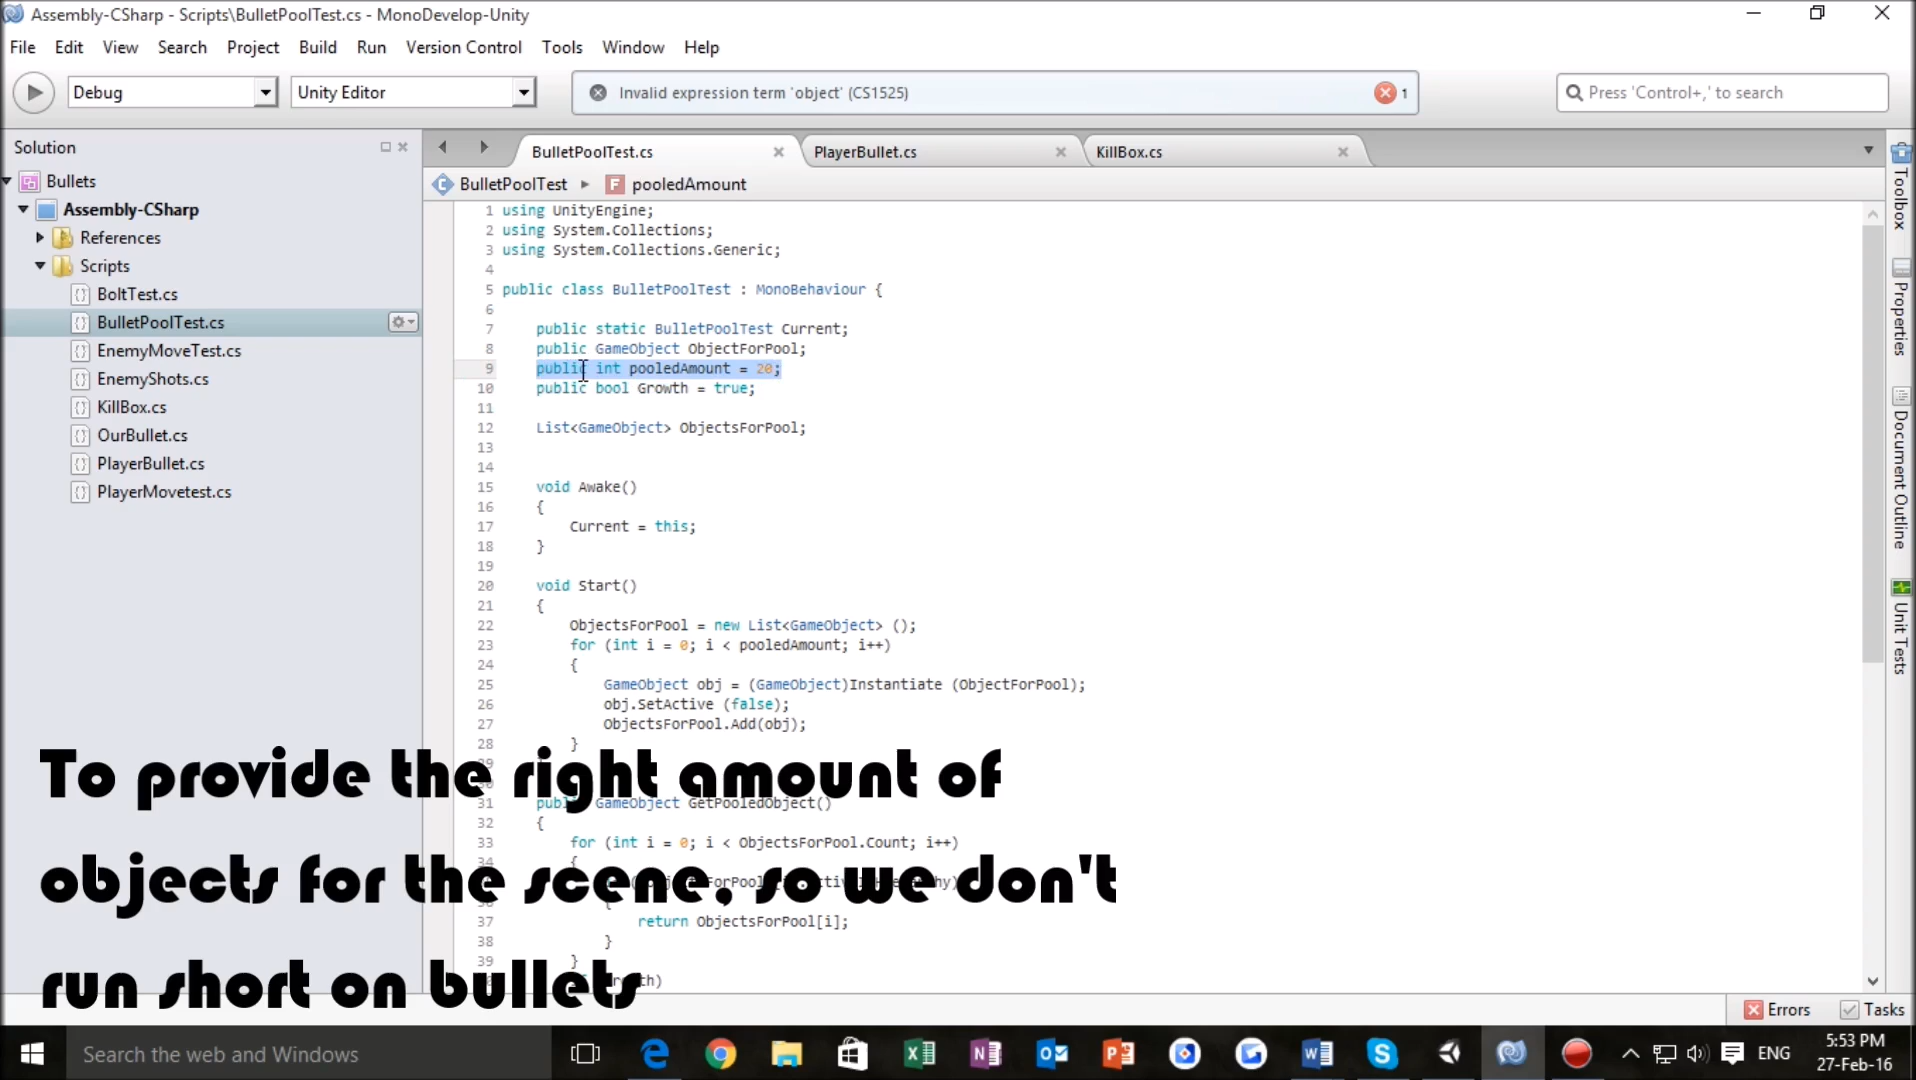 Assembly-CSharp - Scripts\BulletPoolTest.cs - MonoDevelop-Unity
File Edit View Search Project Build Run Version Control Tools Window Help
Debug Unity Editor Invalid expression term 'object' (CS1525) 1 Press 'Control+,' to search
Solution
Bullets
Assembly-CSharp
References
Scripts
BoltTest.cs
BulletPoolTest.cs
EnemyMoveTest.cs
EnemyShots.cs
KillBox.cs
OurBullet.cs
PlayerBullet.cs
PlayerMovetest.cs
BulletPoolTest.cs PlayerBullet.cs KillBox.cs
BulletPoolTest pooledAmount
1 using UnityEngine;
2 using System.Collections;
3 using System.Collections.Generic;
4
5 public class BulletPoolTest : MonoBehaviour {
6
7 public static BulletPoolTest Current;
8 public GameObject ObjectForPool;
9 public int pooledAmount = 20;
10 public bool Growth = true;
11
12 List<GameObject> ObjectsForPool;
13
14
15 void Awake()
16 {
17 Current = this;
18 }
19
20 void Start()
21 {
22 ObjectsForPool = new List<GameObject> ();
23 for (int i = 0; i < pooledAmount; i++)
24 {
25 GameObject obj = (GameObject)Instantiate (ObjectForPool);
26 obj.SetActive (false);
27 ObjectsForPool.Add(obj);
28 }
31 public GameObject GetPooledObject()
32 {
33 for (int i = 0; i < ObjectsForPool.Count; i++)
34 {
37 return ObjectsForPool[i];
38 }
39 }
To provide the right amount of
objects for the scene, so we don't
run short on bullets
Toolbox
Properties
Document Outline
Unit Tests
Errors Tasks
Search the web and Windows
ENG
5:53 PM
27-Feb-16